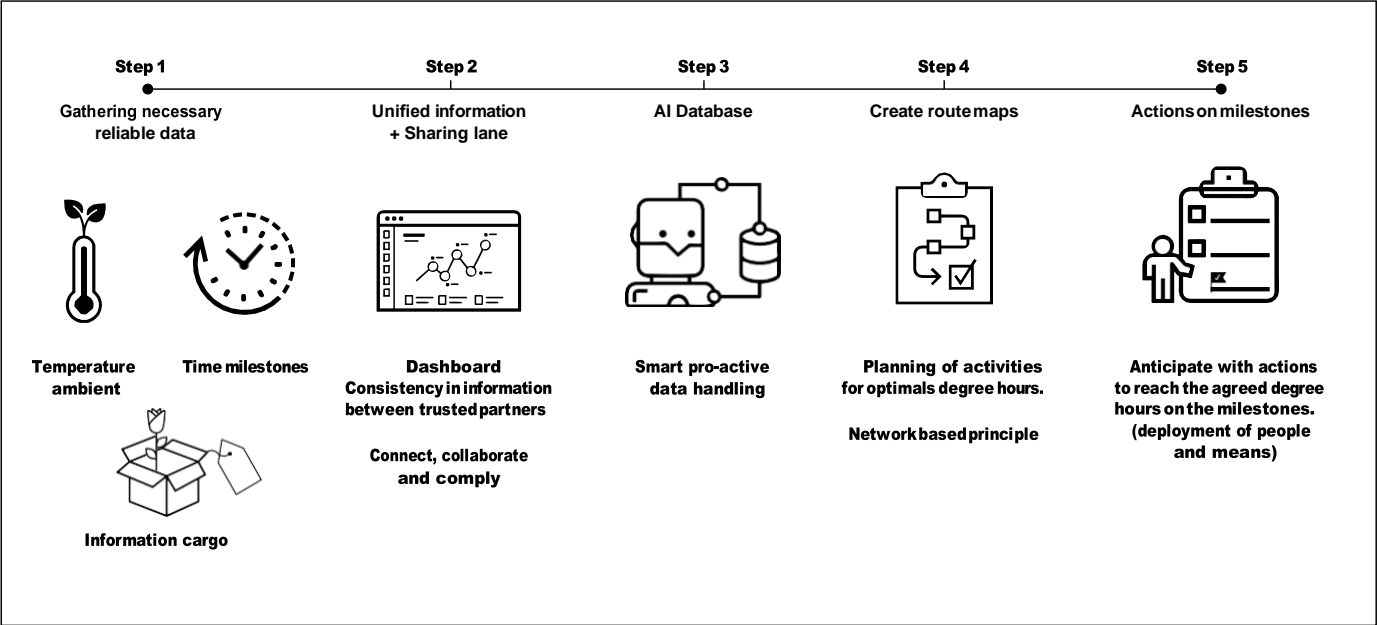 Step 1
Gathering necessary
reliable data
Temperature
ambient
Time milestones
Information cargo
Step 2
Unified information
+ Sharing lane
Dashboard
Consistency in information
between trusted partners
Connect, collaborate
and comply
Step 3
AI Database
Smart pro-active
data handling
Step 4
Create route maps
Planning of activities
for optimals degree hours.
Network based principle
Step 5
Actions on milestones
Anticipate with actions
to reach the agreed degree
hours on the milestones.
(deployment of people
and means)